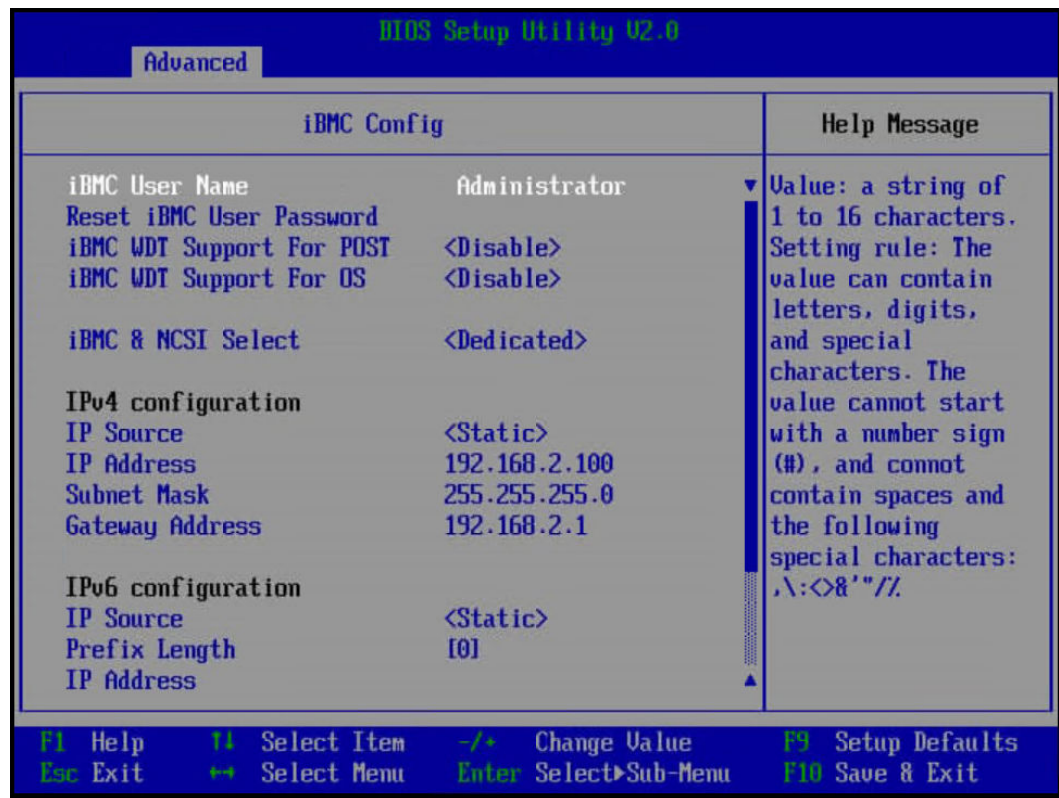 BIOS Setup Utility V2.0
Advanced
iBMC Config
Help Message
iBMC User Name Administrator
Reset iBMC User Password
iBMC WDT Support For POST <Disable>
iBMC WDT Support For OS <Disable>
iBMC & NCSI Select <Dedicated>
IPv4 configuration
IP Source <Static>
IP Address 192.168.2.100
Subnet Mask 255.255.255.0
Gateway Address 192.168.2.1
IPv6 configuration
IP Source <Static>
Prefix Length [0]
IP Address
Value: a string of
1 to 16 characters.
Setting rule: The
value can contain
letters, digits,
and special
characters. The
value cannot start
with a number sign
(#), and connot
contain spaces and
the following
special characters:
,\:<>&'"/%
F1 Help ↑↓ Select Item -/+ Change Value F9 Setup Defaults
Esc Exit ←→ Select Menu Enter Select▶Sub-Menu F10 Save & Exit